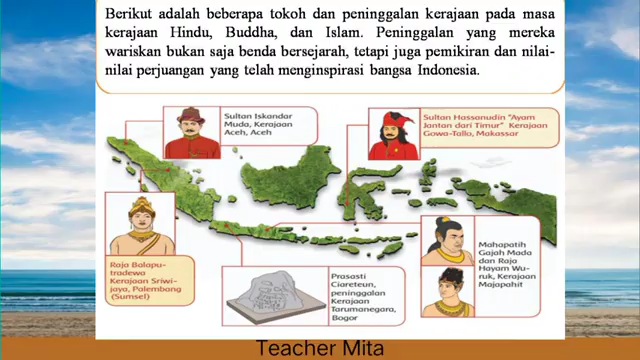 Berikut adalah beberapa tokoh dan peninggalan kerajaan pada masa
kerajaan Hindu, Buddha, dan Islam. Peninggalan yang mereka
wariskan bukan saja benda bersejarah, tetapi juga pemikiran dan nilai-
nilai perjuangan yang telah menginspirasi bangsa Indonesia.
Sultan Iskandar
Muda, Kerajaan
Aceh, Aceh
Sultan Hassanudin "Ayam
Jantan dari Timur" Kerajaan
Gowa-Tallo, Makassar
Raja Balapu-
tradewa
Kerajaan Sriwi-
jaya, Palembang
(Sumsel)
Prasasti
Ciareteun,
peninggalan
Kerajaan
Tarumanegara,
Bogor
Mahapatih
Gajah Mada
dan Raja
Hayam Wu-
ruk, Kerajaan
Majapahit
Teacher Mita